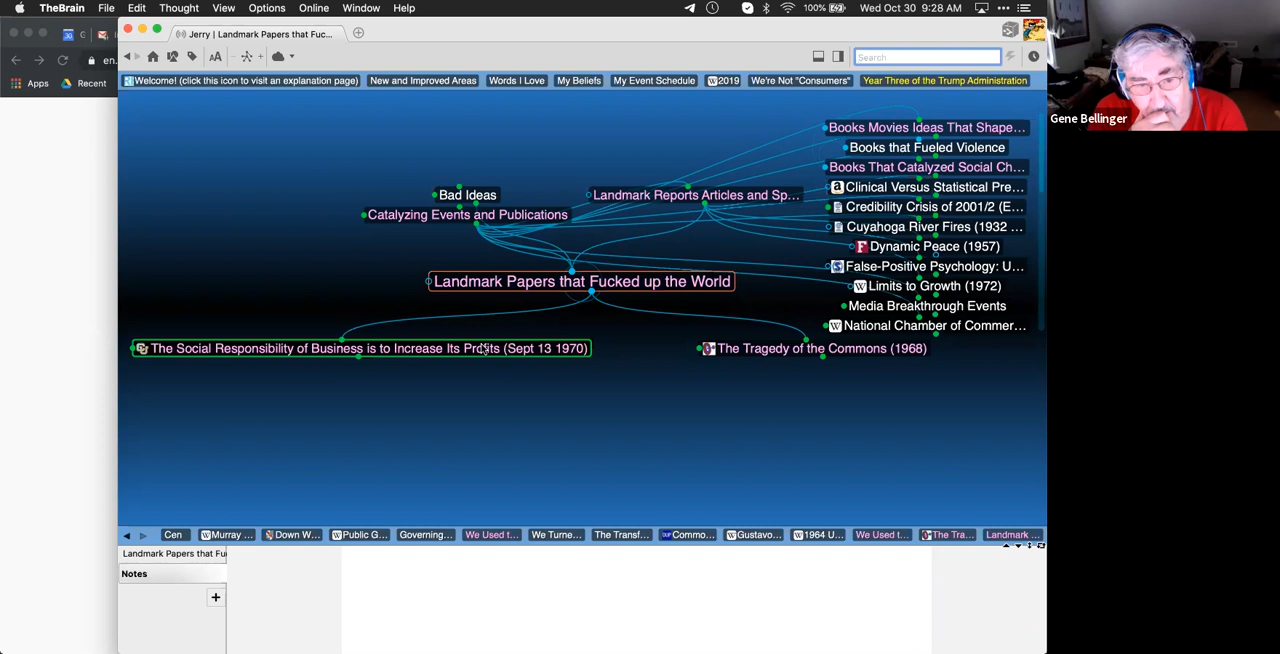 TheBrain File Edit Thought View Options Online Window Help 100% Wed Oct 30 9:28 AM
Jerry | Landmark Papers that Fuc...
Search
en.
Apps Recent
Welcome! (click this icon to visit an explanation page) New and Improved Areas Words I Love My Beliefs My Event Schedule 2019 We're Not "Consumers" Year Three of the Trump Administration
Gene Bellinger
Books Movies Ideas That Shape...
Books that Fueled Violence
Books That Catalyzed Social Ch...
Clinical Versus Statistical Pre...
Bad Ideas
Landmark Reports Articles and Sp...
Credibility Crisis of 2001/2 (E...
Catalyzing Events and Publications
Cuyahoga River Fires (1932 ...
Dynamic Peace (1957)
False-Positive Psychology: U...
Landmark Papers that Fucked up the World
Limits to Growth (1972)
Media Breakthrough Events
National Chamber of Commer...
The Social Responsibility of Business is to Increase Its Profits (Sept 13 1970)
The Tragedy of the Commons (1968)
Cen Murray ... Down W... Public G... Governing... We Used t... We Turne... The Transf... Commo... Gustavo... 1964 U... We Used t... The Tra... Landmark ...
Landmark Papers that Fu
Notes